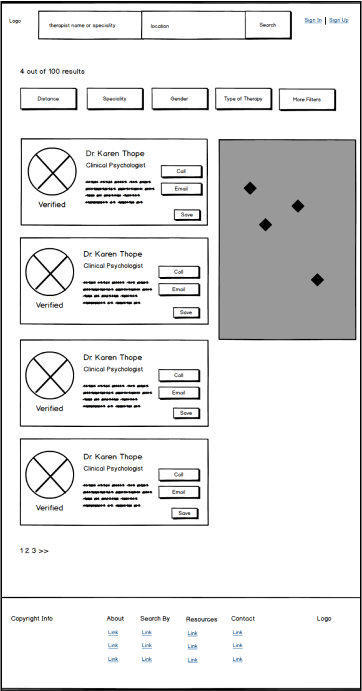 Logo
therapist name or speciality
location
Search
Sign In | Sign Up
4 out of 100 results
Distance
Speciality
Gender
Type of Therapy
More Filters
Dr. Karen Thope
Clinical Psychologist
Call
Email
Save
Verified
Dr. Karen Thope
Clinical Psychologist
Call
Email
Save
Verified
Dr. Karen Thope
Clinical Psychologist
Call
Email
Save
Verified
Dr. Karen Thope
Clinical Psychologist
Call
Email
Save
Verified
1 2 3 >>
Copyright Info
About
Search By
Resources
Contact
Logo
Link
Link
Link
Link
Link
Link
Link
Link
Link
Link
Link
Link